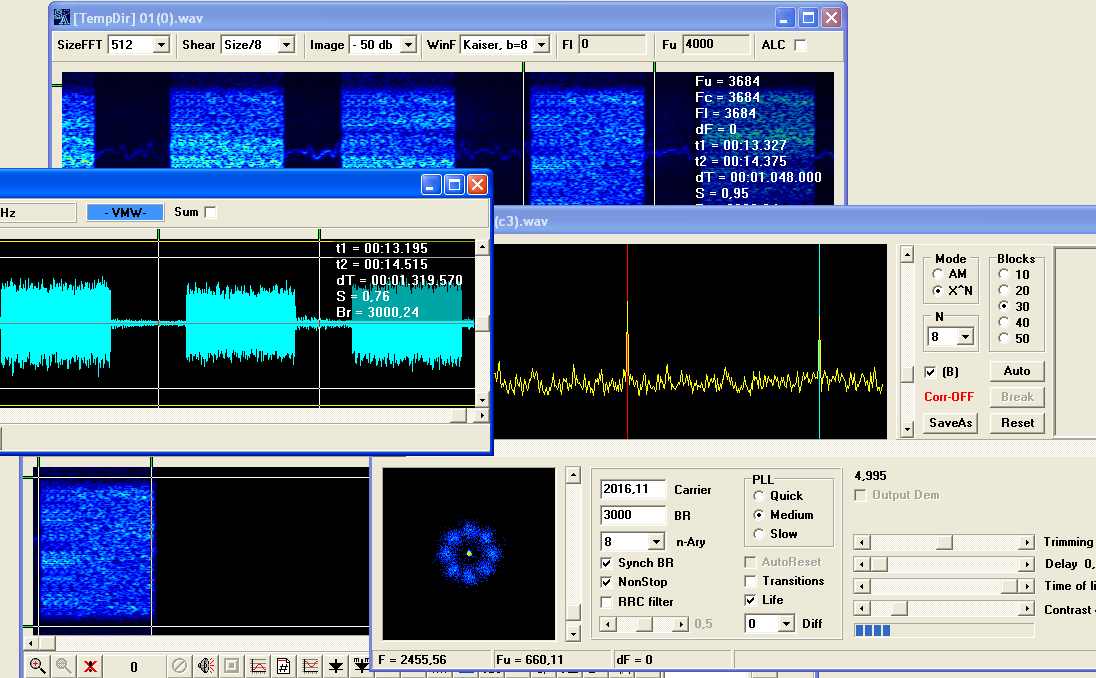 [TempDir] 01(0).wav
SizeFFT 512 Shear Size/8 Image - 50 db WinF Kaiser, b=8 Fl 0 Fu 4000 ALC
Fu = 3684
Fc = 3684
Fl = 3684
dF = 0
t1 = 00:13.327
t2 = 00:14.375
dT = 00:01.048.000
S = 0,95
Hz - VMW- Sum
t1 = 00:13.195
t2 = 00:14.515
dT = 00:01.319.570
S = 0,76
Br = 3000,24
(c3).wav
Mode
AM
X^N
N
8
(B)
Corr-OFF
SaveAs
Blocks
10
20
30
40
50
Auto
Break
Reset
2016,11 Carrier
3000 BR
8 n-Ary
Synch BR
NonStop
RRC filter
0,5
PLL
Quick
Medium
Slow
AutoReset
Transitions
Life
0 Diff
4,995
Output Dem
Trimming
Delay 0,
Time of li
Contrast
0
F = 2455,56 Fu = 660,11 dF = 0